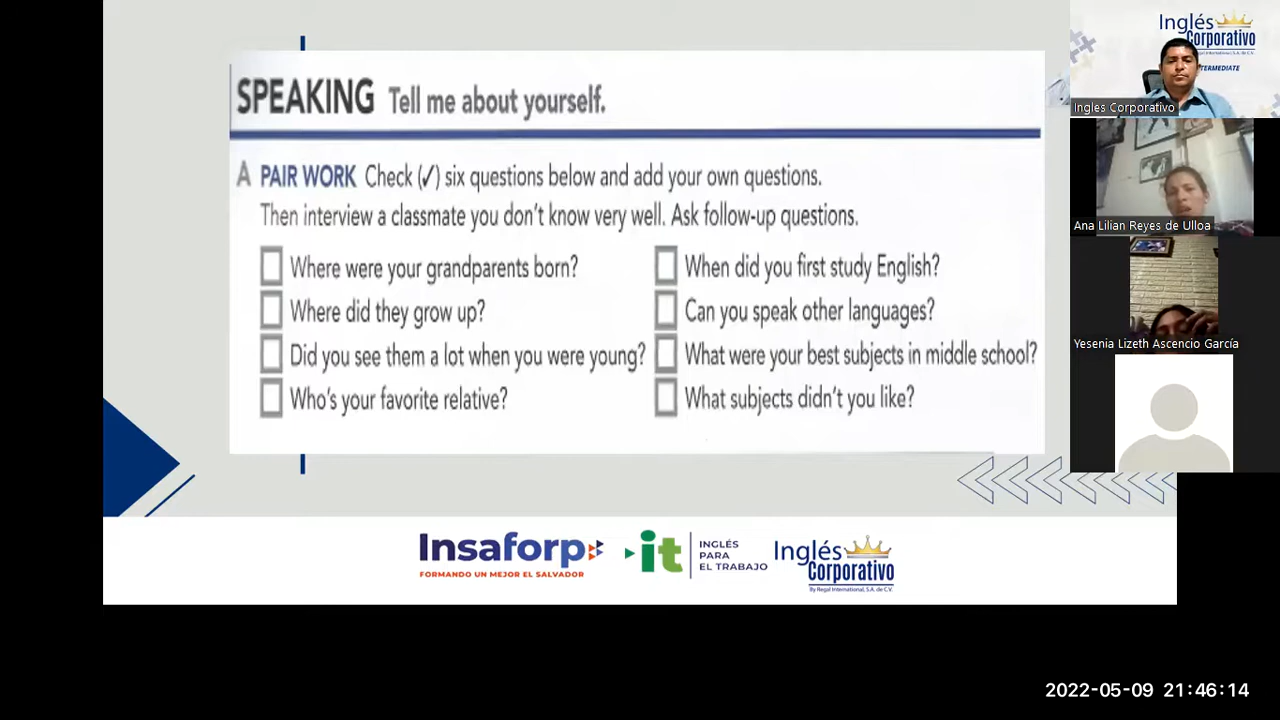 SPEAKING Tell me about yourself.
A PAIR WORK Check (✓) six questions below and add your own questions.
Then interview a classmate you don't know very well. Ask follow-up questions.
Where were your grandparents born?
Where did they grow up?
Did you see them a lot when you were young?
Who's your favorite relative?
When did you first study English?
Can you speak other languages?
What were your best subjects in middle school?
What subjects didn't you like?
Insaforp
FORMANDO UN MEJOR EL SALVADOR
it
INGLÉS
PARA
EL TRABAJO
Inglés
Corporativo
By Regal International, S.A. de C.V.
Inglés
Corporativo
TERMEDIATE
Ingles Corporativo
Ana Lilian Reyes de Ulloa
Yesenia Lizeth Ascencio García
2022-05-09 21:46:14